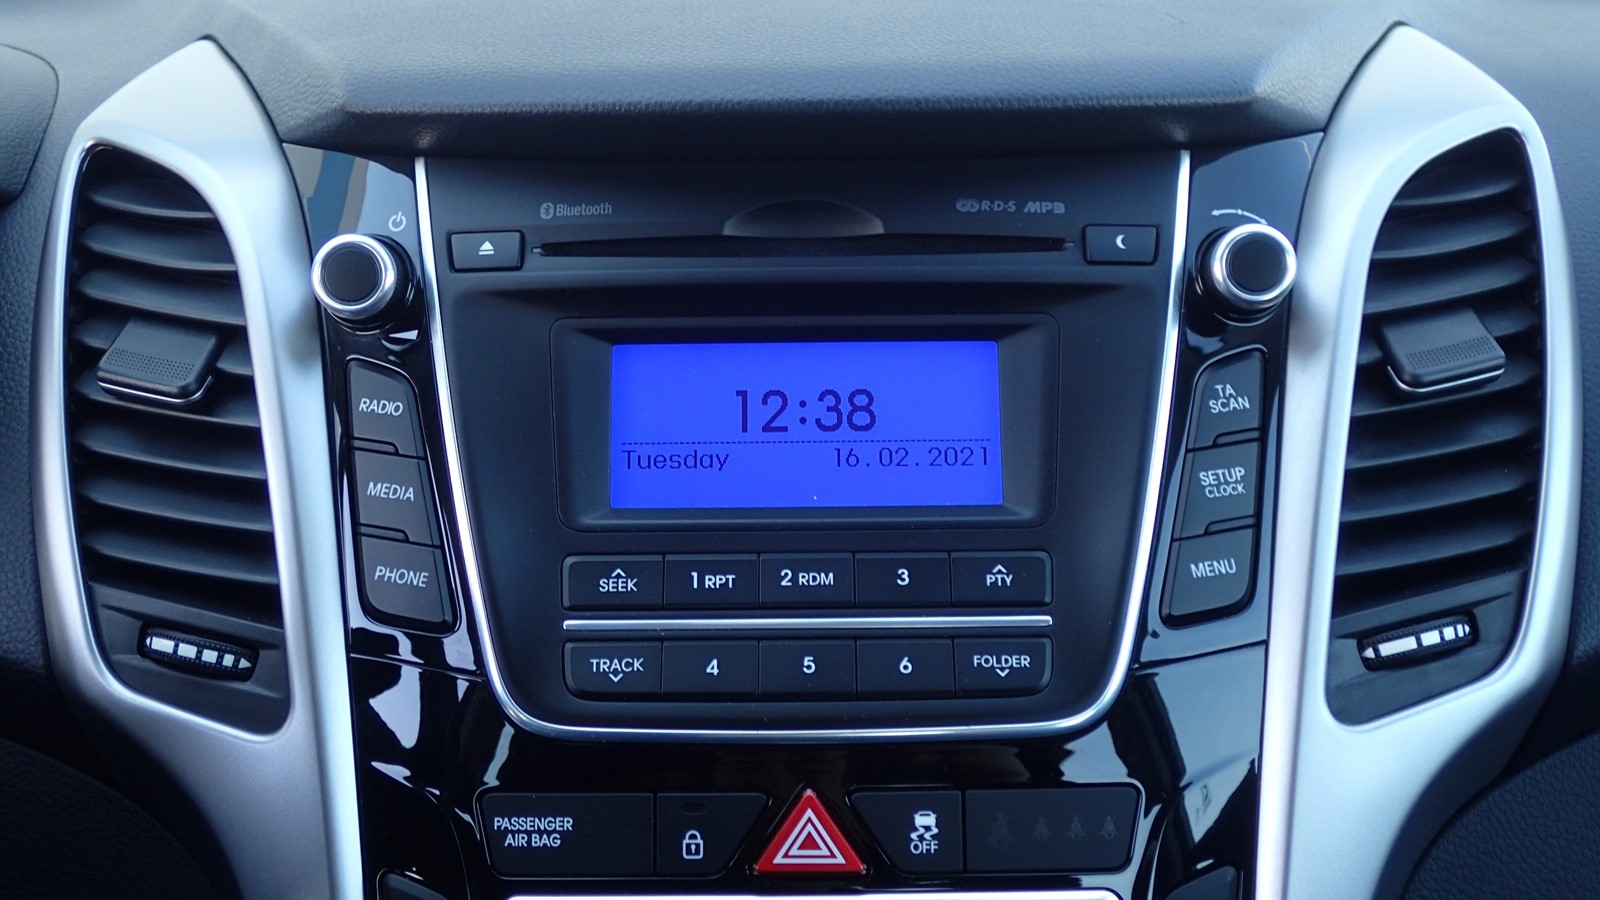 Bluetooth
R·D·S MP3
RADIO
MEDIA
PHONE
12:38
Tuesday 16.02.2021
TA
SCAN
SETUP
CLOCK
MENU
SEEK 1 RPT 2 RDM 3 PTY
TRACK 4 5 6 FOLDER
PASSENGER
AIR BAG
OFF